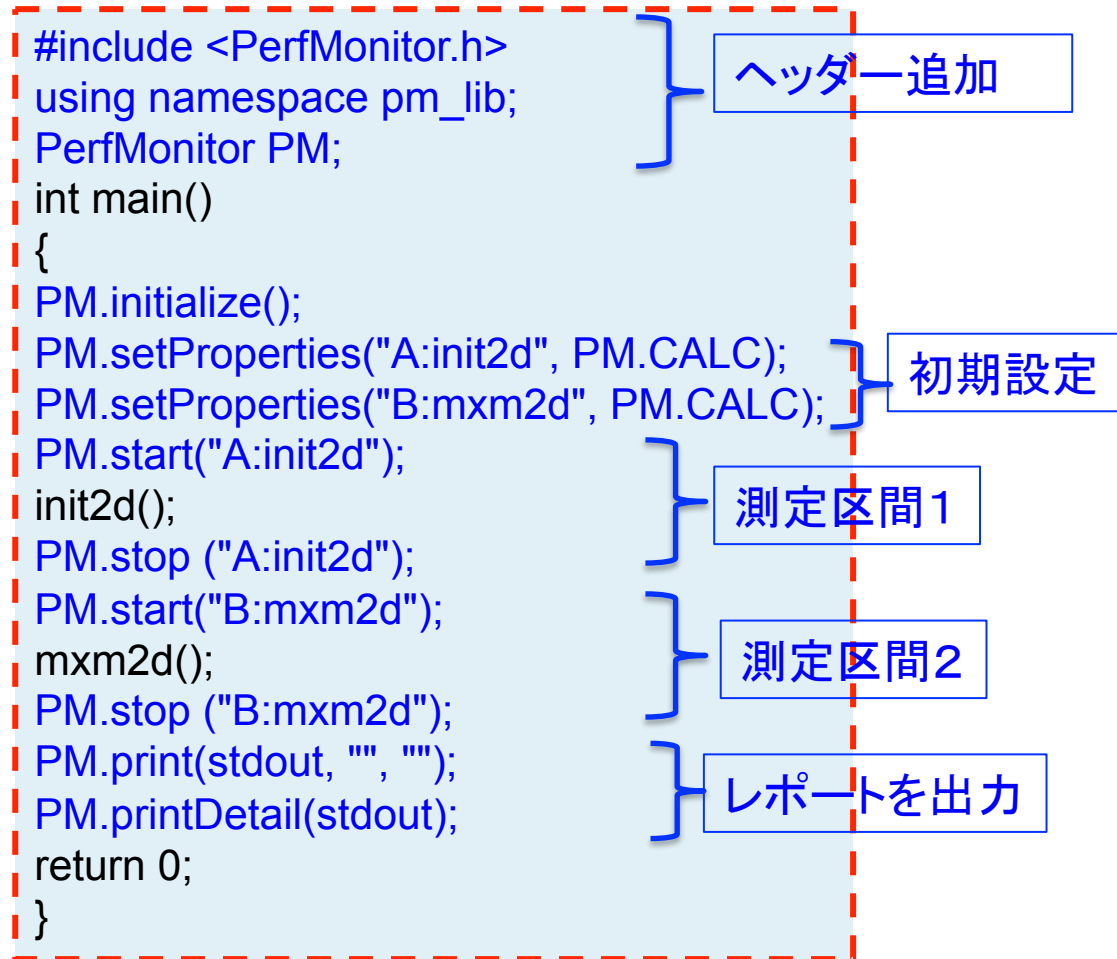 #include <PerfMonitor.h>
using namespace pm_lib;
PerfMonitor PM;
ヘッダー追加
int main()
{
PM.initialize();
PM.setProperties("A:init2d", PM.CALC);
PM.setProperties("B:mxm2d", PM.CALC);
初期設定
PM.start("A:init2d");
init2d();
PM.stop ("A:init2d");
測定区間１
PM.start("B:mxm2d");
mxm2d();
PM.stop ("B:mxm2d");
測定区間２
PM.print(stdout, "", "");
PM.printDetail(stdout);
レポートを出力
return 0;
}